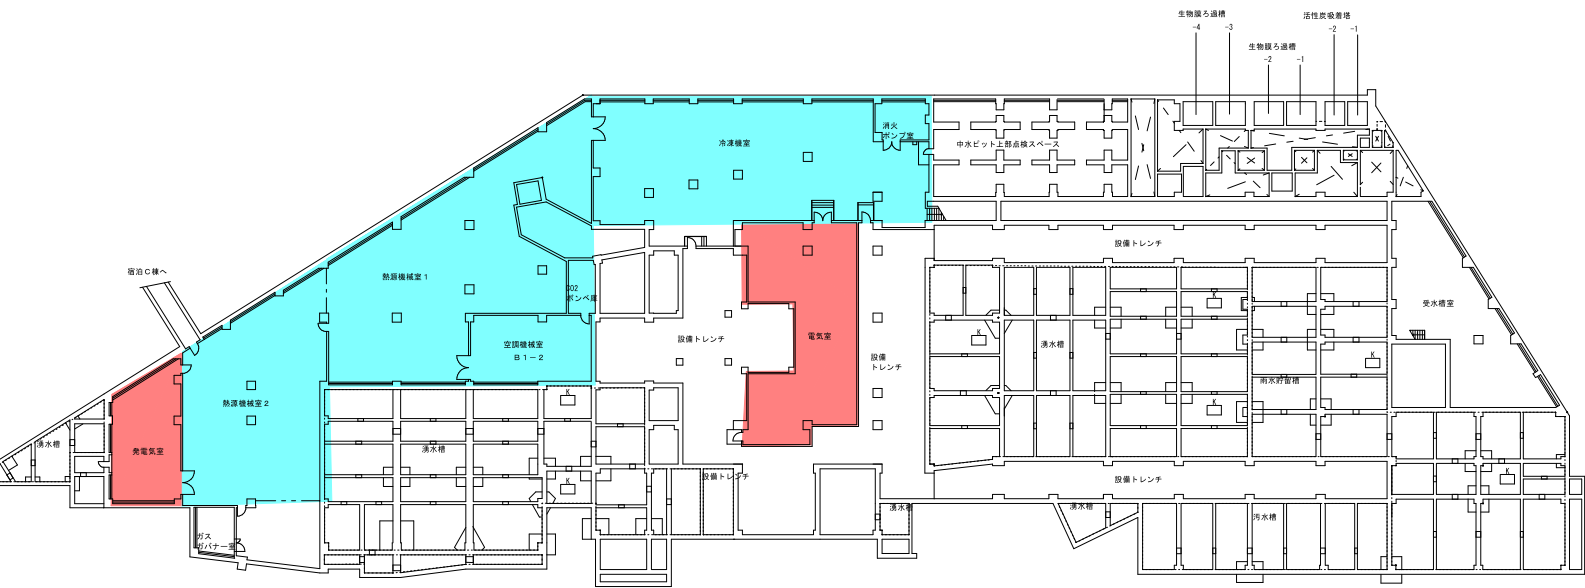 生物膜ろ過槽
-4 -3
活性炭吸着塔
-2 -1
生物膜ろ過槽
-2 -1
消火
ポンプ室
冷凍機室
中水ピット上部点検スペース
設備トレンチ
宿泊C棟へ
熱源機械室1
CO2
ボンベ庫
受水槽室
K
K
設備トレンチ
電気室
空調機械室
B1-2
湧水槽
設備
トレンチ
K
雨水貯留槽
熱源機械室2
K
K
湧水槽
発電気室
湧水槽
K
設備トレンチ
設備トレンチ
K
湧水槽
湧水槽
汚水槽
ガス
ガバナー室